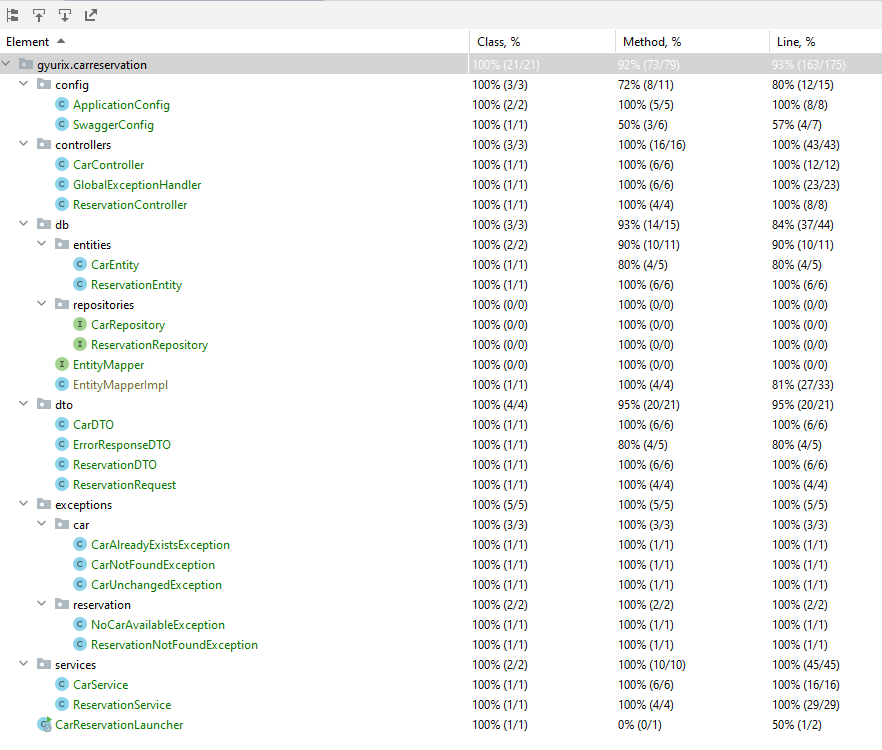 Element Class, % Method, % Line, %
gyurix.carreservation 100% (21/21) 92% (73/79) 93% (163/175)
config 100% (3/3) 72% (8/11) 80% (12/15)
ApplicationConfig 100% (2/2) 100% (5/5) 100% (8/8)
SwaggerConfig 100% (1/1) 50% (3/6) 57% (4/7)
controllers 100% (3/3) 100% (16/16) 100% (43/43)
CarController 100% (1/1) 100% (6/6) 100% (12/12)
GlobalExceptionHandler 100% (1/1) 100% (6/6) 100% (23/23)
ReservationController 100% (1/1) 100% (4/4) 100% (8/8)
db 100% (3/3) 93% (14/15) 84% (37/44)
entities 100% (2/2) 90% (10/11) 90% (10/11)
CarEntity 100% (1/1) 80% (4/5) 80% (4/5)
ReservationEntity 100% (1/1) 100% (6/6) 100% (6/6)
repositories 100% (0/0) 100% (0/0) 100% (0/0)
CarRepository 100% (0/0) 100% (0/0) 100% (0/0)
ReservationRepository 100% (0/0) 100% (0/0) 100% (0/0)
EntityMapper 100% (0/0) 100% (0/0) 100% (0/0)
EntityMapperImpl 100% (1/1) 100% (4/4) 81% (27/33)
dto 100% (4/4) 95% (20/21) 95% (20/21)
CarDTO 100% (1/1) 100% (6/6) 100% (6/6)
ErrorResponseDTO 100% (1/1) 80% (4/5) 80% (4/5)
ReservationDTO 100% (1/1) 100% (6/6) 100% (6/6)
ReservationRequest 100% (1/1) 100% (4/4) 100% (4/4)
exceptions 100% (5/5) 100% (5/5) 100% (5/5)
car 100% (3/3) 100% (3/3) 100% (3/3)
CarAlreadyExistsException 100% (1/1) 100% (1/1) 100% (1/1)
CarNotFoundException 100% (1/1) 100% (1/1) 100% (1/1)
CarUnchangedException 100% (1/1) 100% (1/1) 100% (1/1)
reservation 100% (2/2) 100% (2/2) 100% (2/2)
NoCarAvailableException 100% (1/1) 100% (1/1) 100% (1/1)
ReservationNotFoundException 100% (1/1) 100% (1/1) 100% (1/1)
services 100% (2/2) 100% (10/10) 100% (45/45)
CarService 100% (1/1) 100% (6/6) 100% (16/16)
ReservationService 100% (1/1) 100% (4/4) 100% (29/29)
CarReservationLauncher 100% (1/1) 0% (0/1) 50% (1/2)